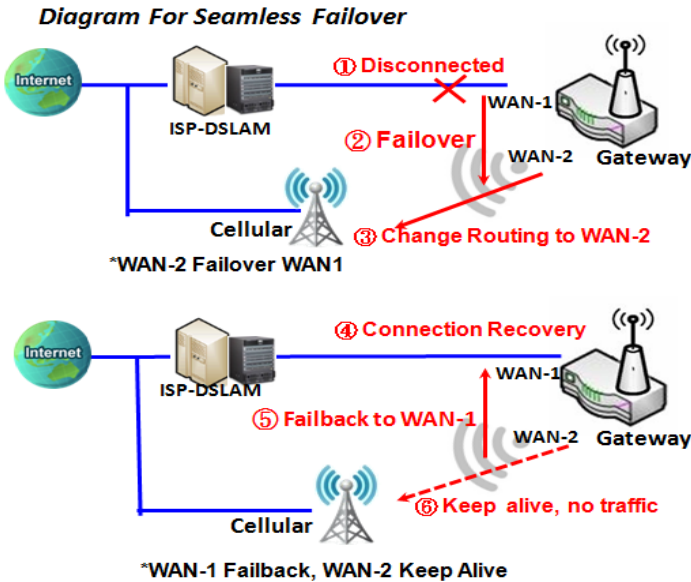 Diagram For Seamless Failover
Internet
ISP-DSLAM
① Disconnected
WAN-1
② Failover
WAN-2
Gateway
Cellular
③ Change Routing to WAN-2
*WAN-2 Failover WAN1
Internet
ISP-DSLAM
④ Connection Recovery
WAN-1
⑤ Failback to WAN-1
WAN-2
Gateway
Cellular
⑥ Keep alive, no traffic
*WAN-1 Failback, WAN-2 Keep Alive